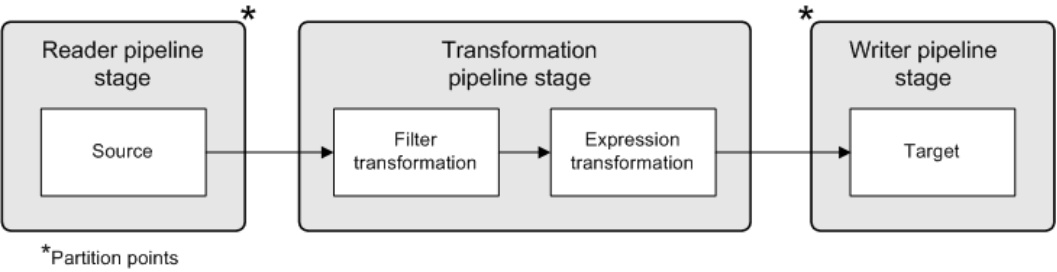 *
*
Reader pipeline
stage
Transformation
pipeline stage
Writer pipeline
stage
Source
Filter
transformation
Expression
transformation
Target
*Partition points